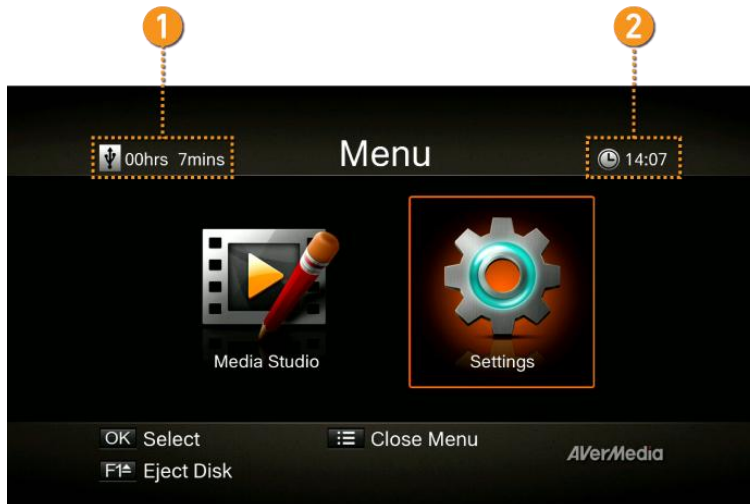 1 2
00hrs 7mins Menu 14:07
Media Studio Settings
OK Select Close Menu
F1 Eject Disk AVerMedia